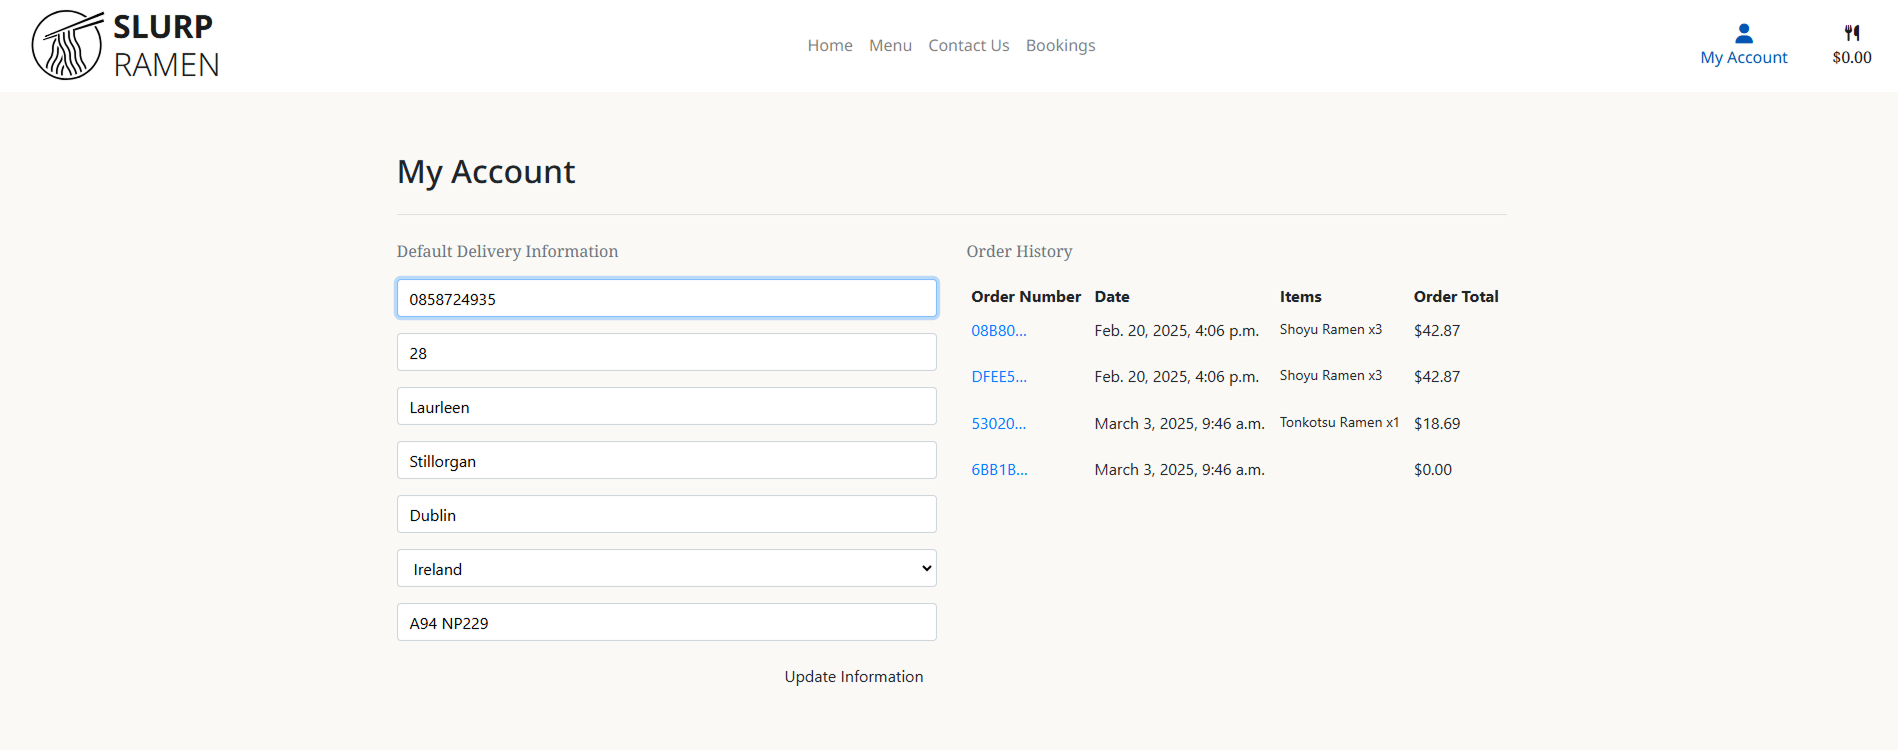 SLURP
RAMEN
Home Menu Contact Us Bookings
My Account
$0.00
My Account
Default Delivery Information
0858724935
28
Laurleen
Stillorgan
Dublin
Ireland
A94 NP229
Update Information
Order History
Order Number Date Items Order Total
08B80... Feb. 20, 2025, 4:06 p.m. Shoyu Ramen x3 $42.87
DFEE5... Feb. 20, 2025, 4:06 p.m. Shoyu Ramen x3 $42.87
53020... March 3, 2025, 9:46 a.m. Tonkotsu Ramen x1 $18.69
6BB1B... March 3, 2025, 9:46 a.m. $0.00